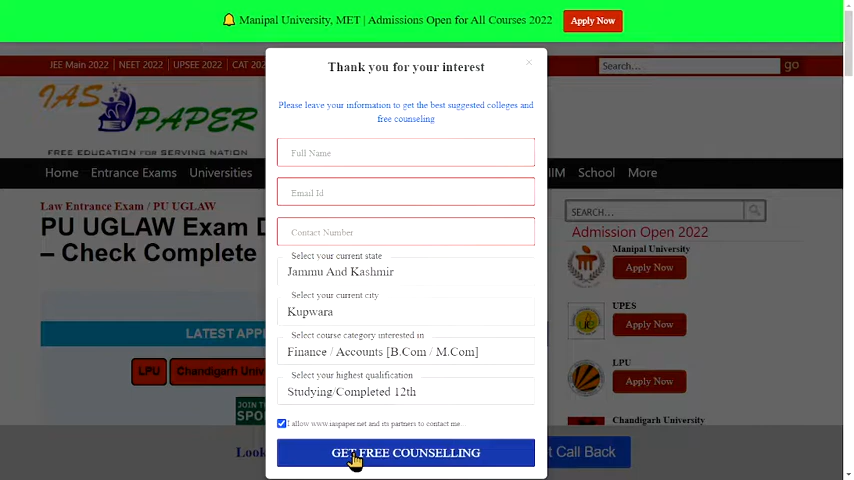 Manipal University, MET | Admissions Open for All Courses 2022
Apply Now
JEE Main 2022 | NEET 2022 | UPSEE 2022 | CAT 202
Search...
go
IAS PAPER
FREE EDUCATION FOR SERVING NATION
Home Entrance Exams Universities
IIM School More
Law Entrance Exam / PU UGLAW
PU UGLAW Exam D
– Check Complete
LATEST APPL
LPU
Chandigarh Univ
JOIN TO
SPO
Look
t Call Back
Search...
Admission Open 2022
Manipal University
Apply Now
UPES
Apply Now
LPU
Apply Now
Chandigarh University
Thank you for your interest
×
Please leave your information to get the best suggested colleges and
free counseling
Full Name
Email Id
Contact Number
Select your current state
Jammu And Kashmir
Select your current city
Kupwara
Select course category interested in
Finance / Accounts [B.Com / M.Com]
Select your highest qualification
Studying/Completed 12th
I allow www.iaspaper.net and its partners to contact me.
GET FREE COUNSELLING